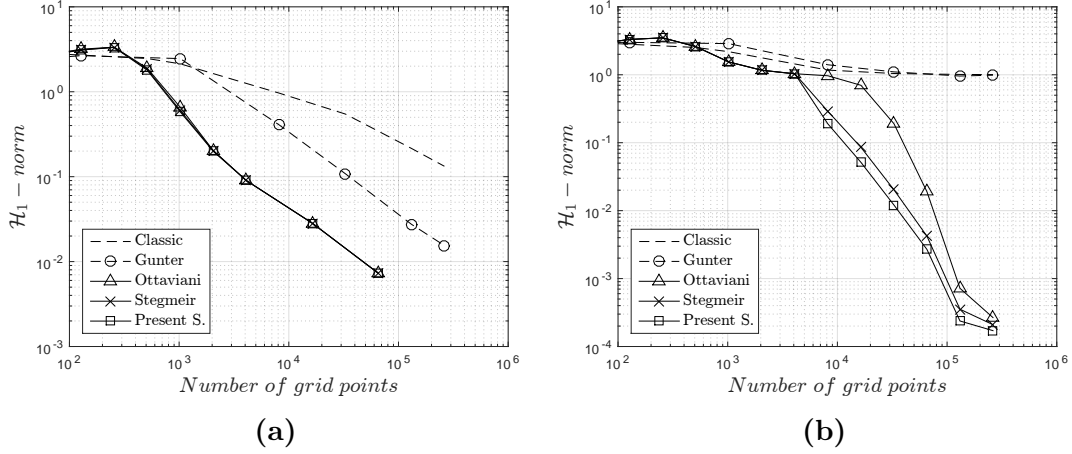 10^1
10^0
10^-1
10^-2
10^-3
H_1 − norm
Classic
Gunter
Ottaviani
Stegmeir
Present S.
10^2 10^3 10^4 10^5 10^6
Number of grid points
(a)
10^1
10^0
10^-1
10^-2
10^-3
10^-4
H_1 − norm
Classic
Gunter
Ottaviani
Stegmeir
Present S.
10^2 10^3 10^4 10^5 10^6
Number of grid points
(b)